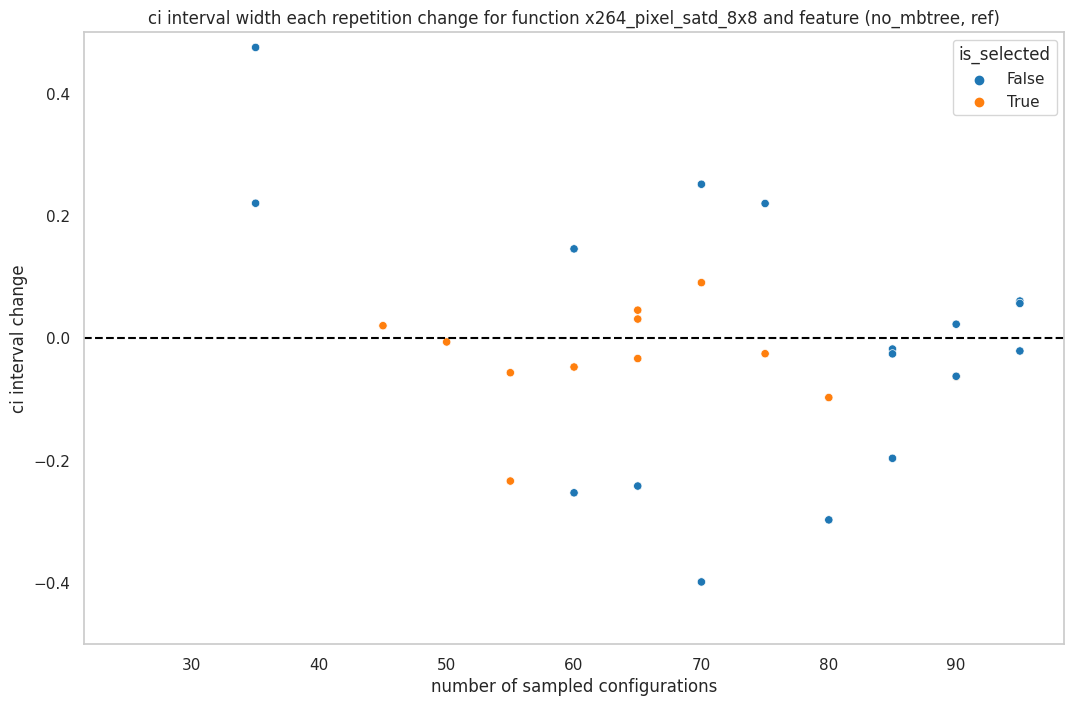 ci interval width each repetition change for function x264_pixel_satd_8x8 and feature (no_mbtree, ref)
is_selected
False
True
ci interval change
0.4
0.2
0.0
−0.2
−0.4
30 40 50 60 70 80 90
number of sampled configurations